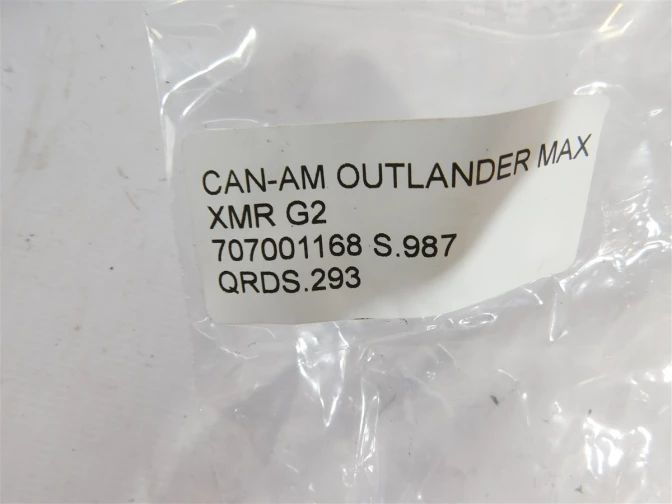 CAN-AM OUTLANDER MAX
XMR G2
707001168 S.987
QRDS.293